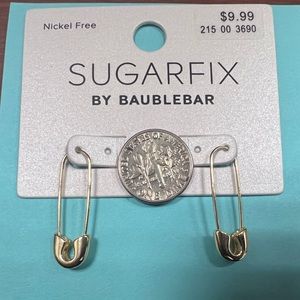 $9.99
Nickel Free
215 00 3690
SUGARFIX
BY BAUBLEBAR